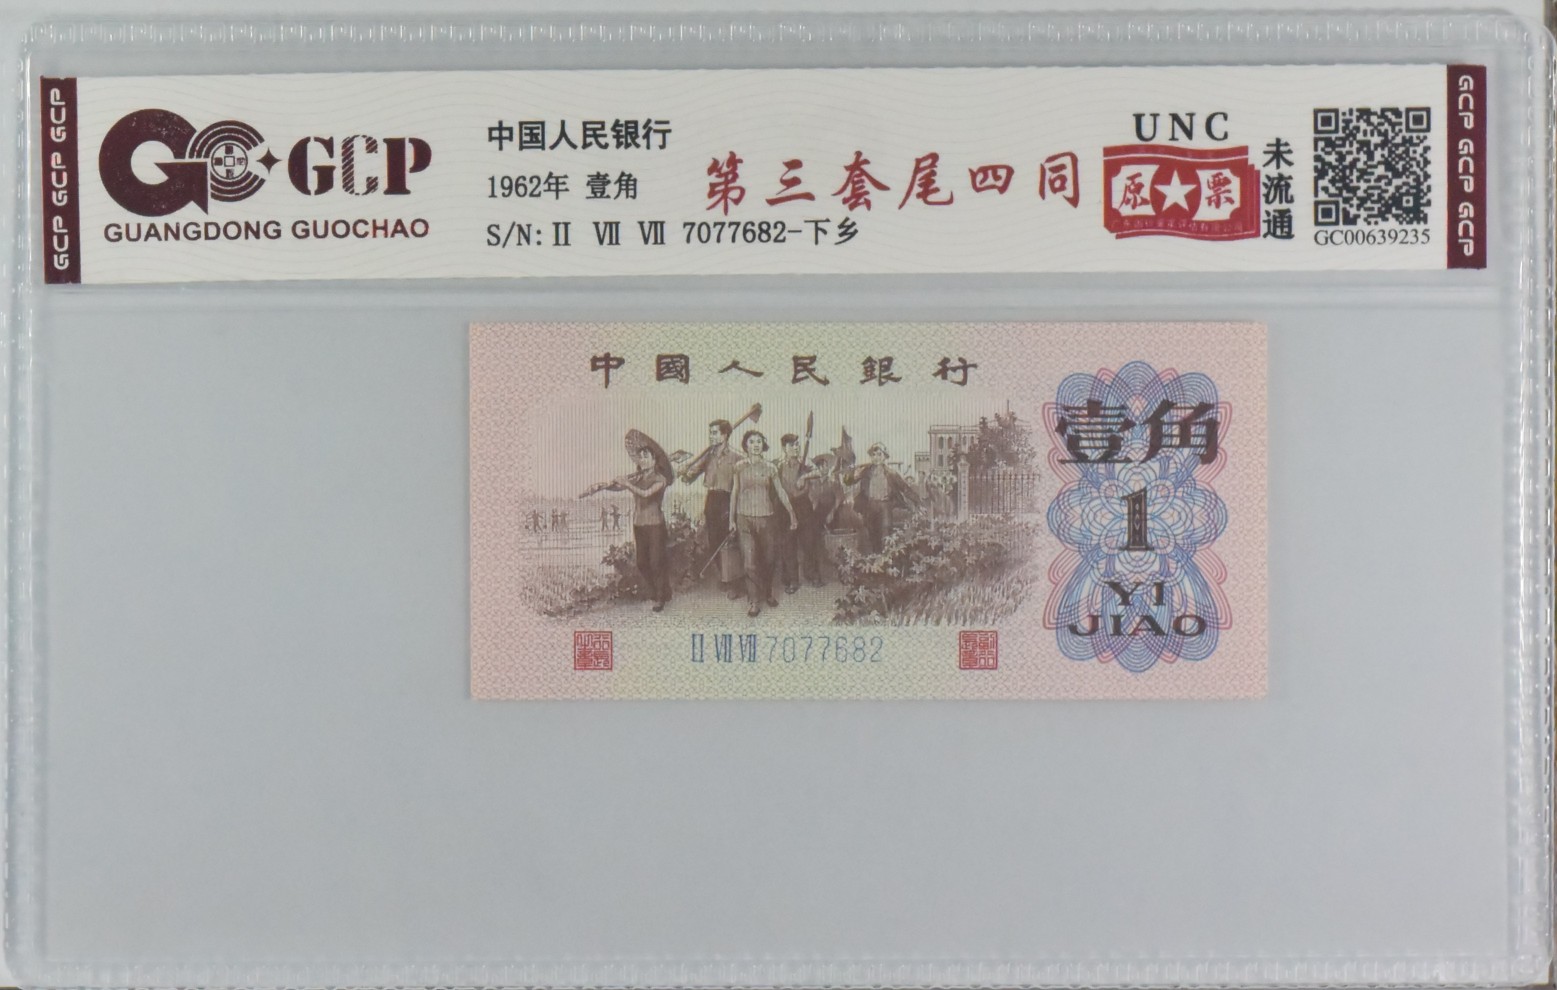 GCP GCP GCP
GCP
GUANGDONG GUOCHAO
中国人民银行
1962年 壹角
S/N: II VII VII 7077682-下乡
第三套尾四同
UNC
原★票
未流通
GC00639235
GCP GCP GCP
中國人民銀行
壹角
1
YI
JIAO
II VII VII 7077682